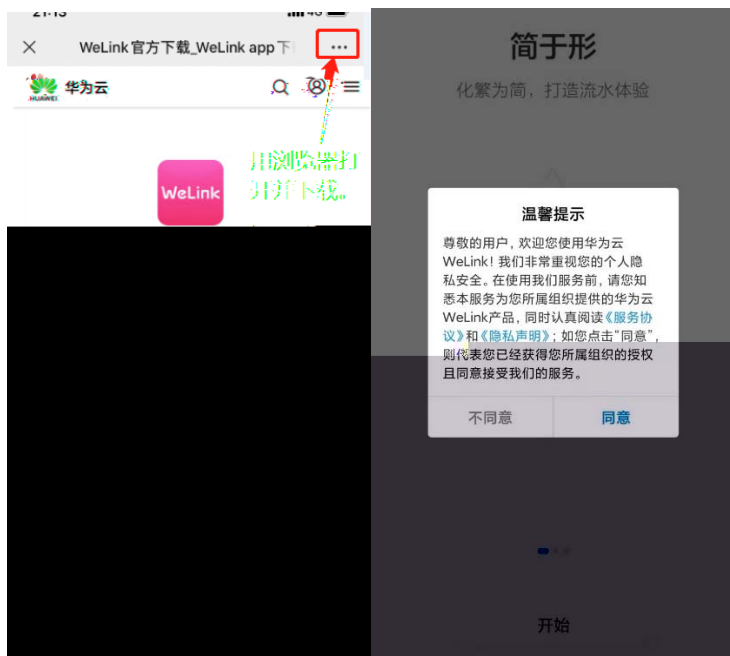 21:13
WeLink官方下载_WeLink app下
华为云
HUAWEI
用浏览器打
开并下载。
WeLink
简于形
化繁为简，打造流水体验
温馨提示
尊敬的用户，欢迎您使用华为云
WeLink！我们非常重视您的个人隐
私安全。在使用我们服务前，请您知
悉本服务为您所属组织提供的华为云
WeLink产品，同时认真阅读《服务协
议》和《隐私声明》；如您点击“同意”，
则代表您已经获得您所属组织的授权
且同意接受我们的服务。
不同意
同意
开始